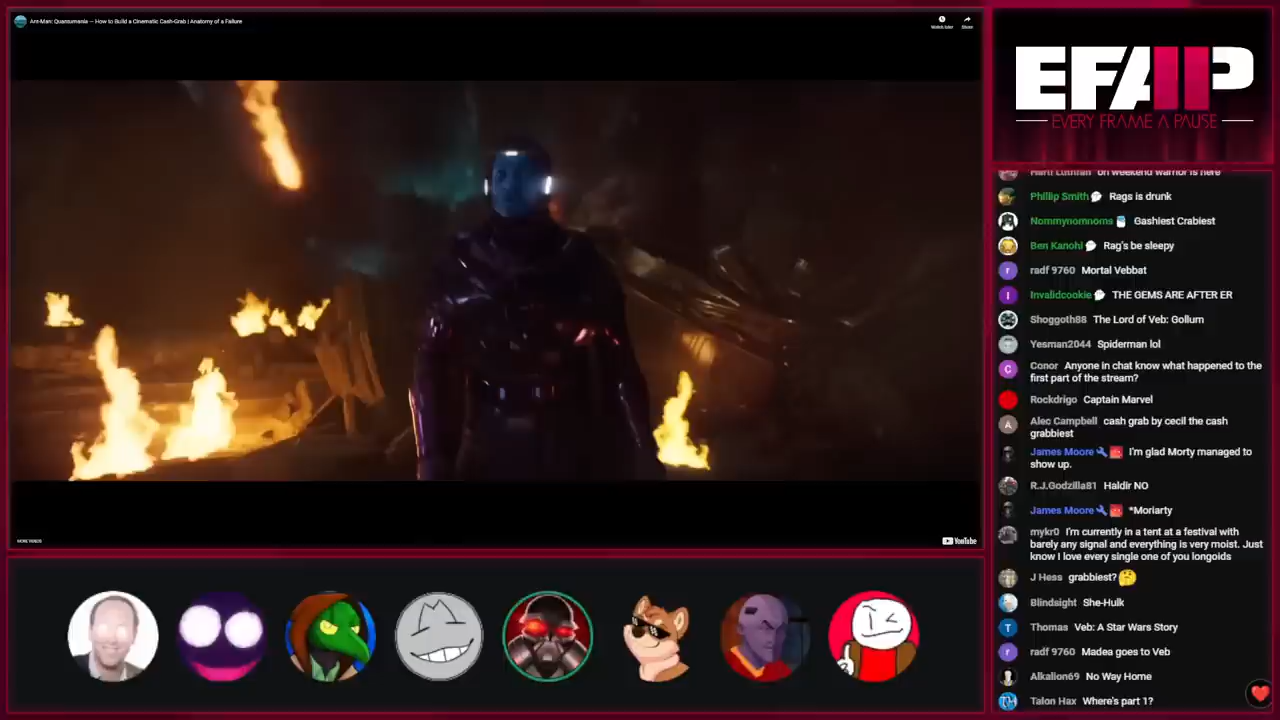 Ant-Man: Quantumania – How to Build a Cinematic Cash-Grab | Anatomy of a Failure
Watch later
Share
MORE VIDEOS
YouTube
EFAP
EVERY FRAME A PAUSE
on weekend warrior is here
Phillip Smith Rags is drunk
Nommynomnoms Gashiest Crabiest
Ben Kanohi Rag's be sleepy
radf 9760 Mortal Vebbat
Invalidcookie THE GEMS ARE AFTER ER
Shoggoth88 The Lord of Veb: Gollum
Yesman2044 Spiderman lol
Conor Anyone in chat know what happened to the
first part of the stream?
Rockdrigo Captain Marvel
Alec Campbell cash grab by cecil the cash
grabbiest
James Moore I'm glad Morty managed to
show up.
R.J.Godzilla81 Haldir NO
James Moore *Moriarty
mykr0 I'm currently in a tent at a festival with
barely any signal and everything is very moist. Just
know I love every single one of you longoids
J Hess grabbiest?
Blindsight She-Hulk
Thomas Veb: A Star Wars Story
radf 9760 Madea goes to Veb
Alkalion69 No Way Home
Talon Hax Where's part 1?